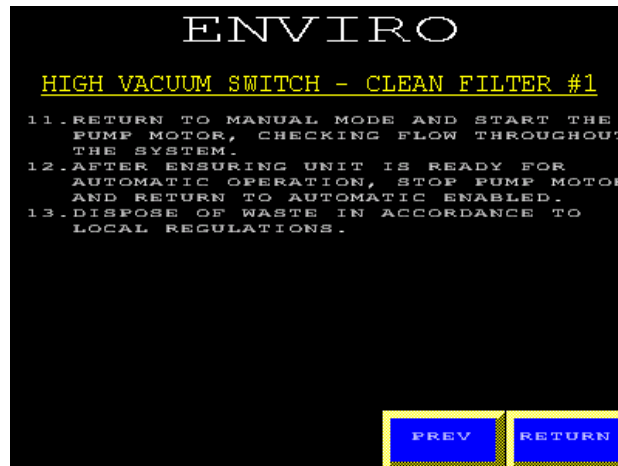 ENVIRO
HIGH VACUUM SWITCH - CLEAN FILTER #1
11.RETURN TO MANUAL MODE AND START THE
PUMP MOTOR, CHECKING FLOW THROUGHOUT
THE SYSTEM.
12.AFTER ENSURING UNIT IS READY FOR
AUTOMATIC OPERATION, STOP PUMP MOTOR
AND RETURN TO AUTOMATIC ENABLED.
13.DISPOSE OF WASTE IN ACCORDANCE TO
LOCAL REGULATIONS.
PREV RETURN